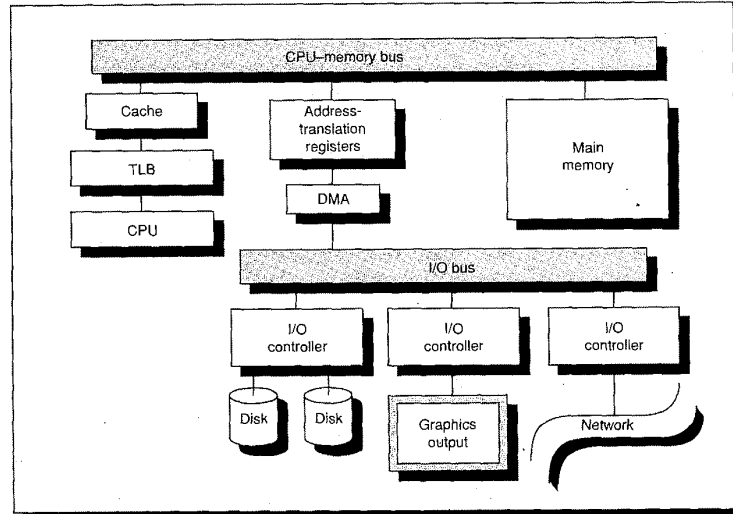 CPU–memory bus
Cache
Address-
translation
registers
Main
memory
TLB
DMA
CPU
I/O bus
I/O
controller
I/O
controller
I/O
controller
Disk
Disk
Graphics
output
Network